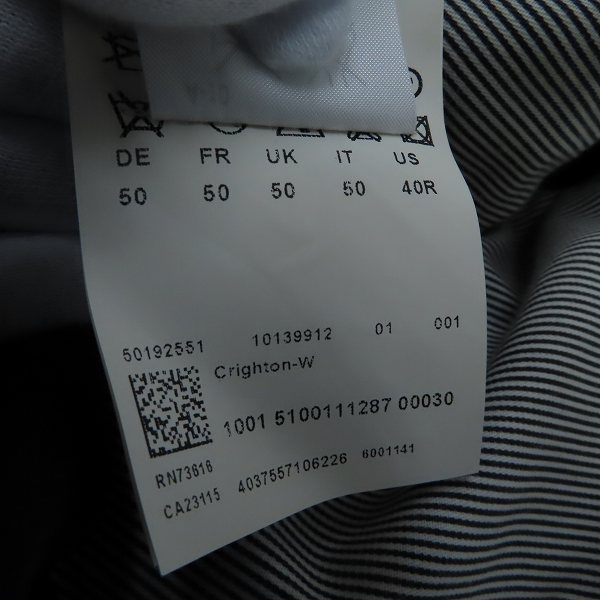 DE FR UK IT US
50 50 50 50 40R
50192551 10139912 01 001
Crighton-W
1001 5100111287 00030
RN73616
CA23115 4037557106226 6001141